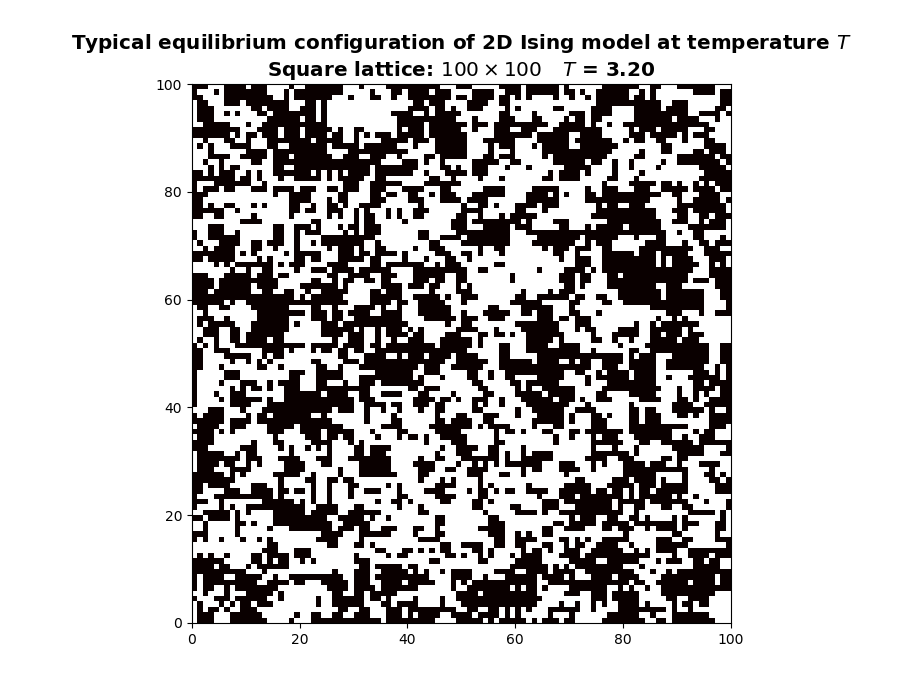 Typical equilibrium configuration of 2D Ising model at temperature T
Square lattice: 100 × 100 T = 3.20
100
80
60
40
20
0
0 20 40 60 80 100